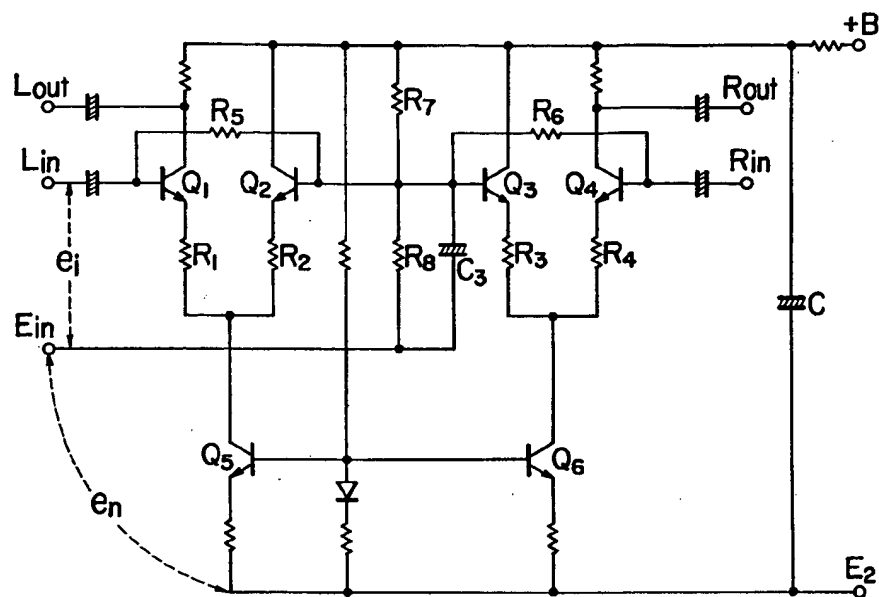 +B
Lout
R5
R7
R6
Rout
Lin
Q1
Q2
Q3
Q4
Rin
ei
R1
R2
R8
C3
R3
R4
C
Ein
Q5
Q6
en
E2